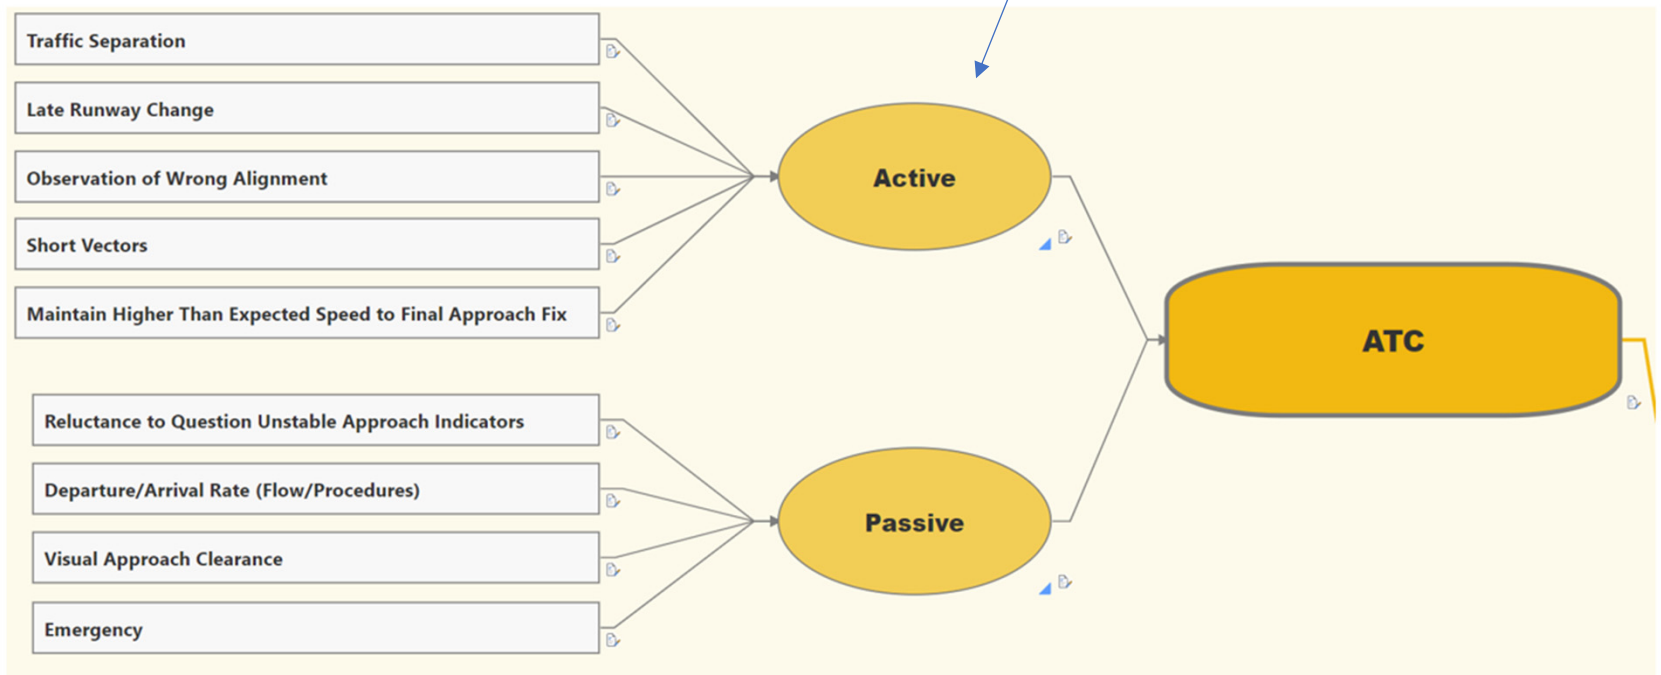 Traffic Separation
Late Runway Change
Observation of Wrong Alignment
Short Vectors
Maintain Higher Than Expected Speed to Final Approach Fix
Active
ATC
Reluctance to Question Unstable Approach Indicators
Departure/Arrival Rate (Flow/Procedures)
Visual Approach Clearance
Emergency
Passive